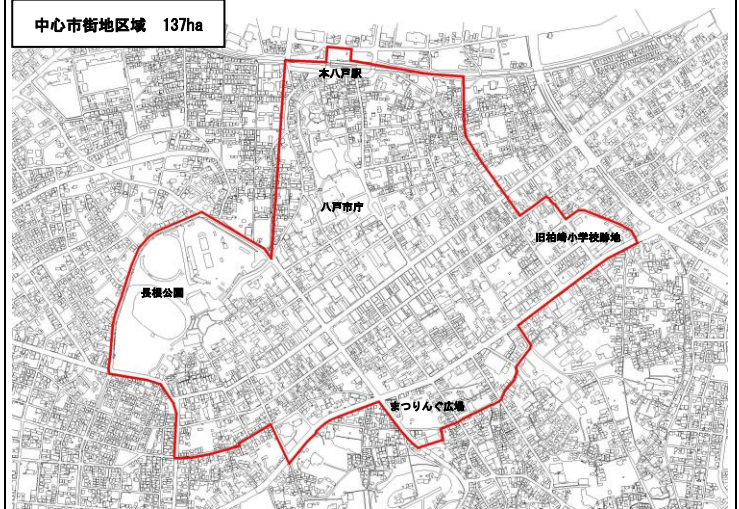 中心市街地区域 137ha
本八戸駅
八戸市庁
旧柏崎小学校跡地
長根公園
まつりんぐ広場